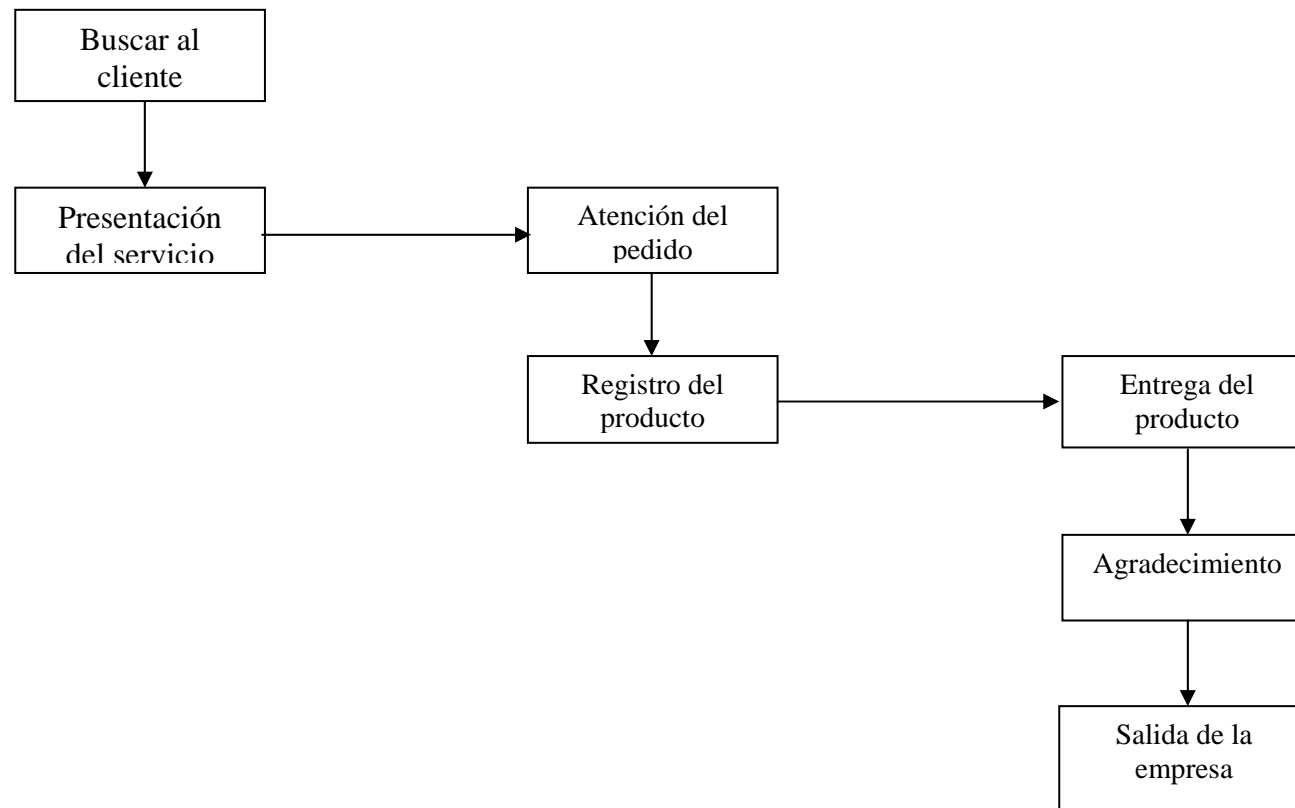 Buscar al
cliente
Presentación
del servicio
Atención del
pedido
Registro del
producto
Entrega del
producto
Agradecimiento
Salida de la
empresa